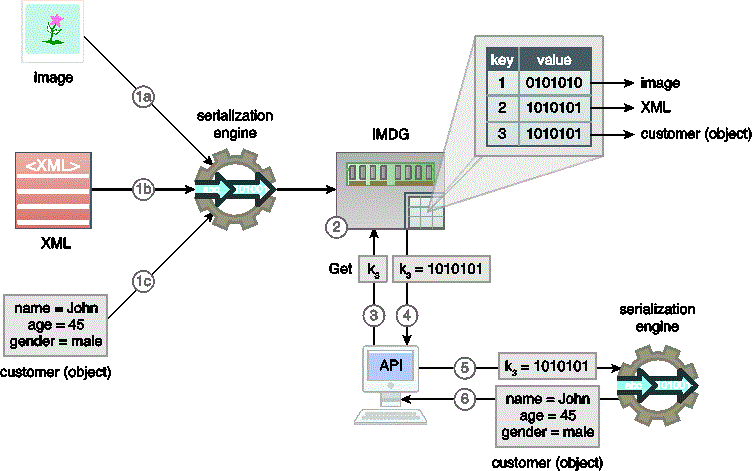 image
1a
serialization
engine
IMDG
key value
1 0101010
2 1010101
3 1010101
image
XML
customer (object)
<XML>
XML
1b
1c
name = John
age = 45
gender = male
customer (object)
2
Get k3
k3 = 1010101
3
4
API
5
k3 = 1010101
serialization
engine
6
name = John
age = 45
gender = male
customer (object)